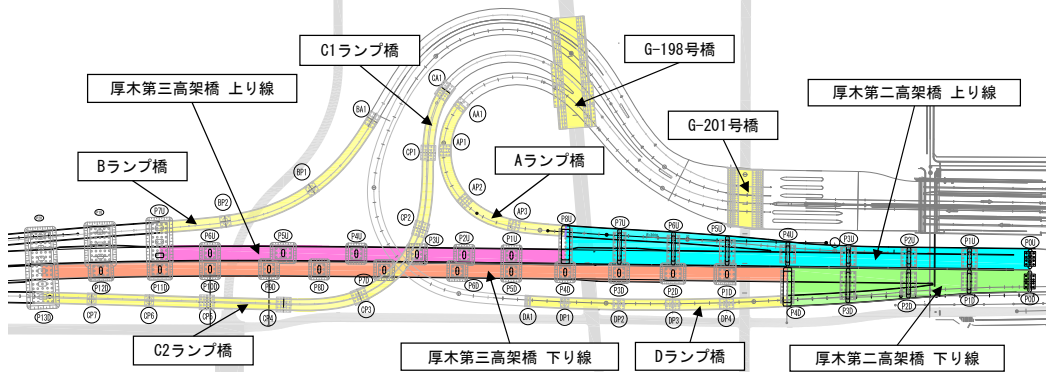 C1ランプ橋
G-198号橋
厚木第三高架橋 上り線
厚木第二高架橋 上り線
G-201号橋
Bランプ橋
Aランプ橋
CA1
BA1
AA1
CP1
AP1
BP1
AP2
BP2
CP2
AP3
P7U
P6U
P5U
P4U
P3U
P2U
P1U
P8U
P7U
P6U
P5U
P4U
P3U
P2U
P1U
P0U
P13D
P12D
P11D
P10D
P9D
P8D
P7D
P6D
P5D
P4D
P3D
P2D
P1D
P4D
P3D
P2D
P1D
P0D
CP7
CP6
CP5
CP4
CP3
DA1
DP1
DP2
DP3
DP4
C2ランプ橋
厚木第三高架橋 下り線
Dランプ橋
厚木第二高架橋 下り線